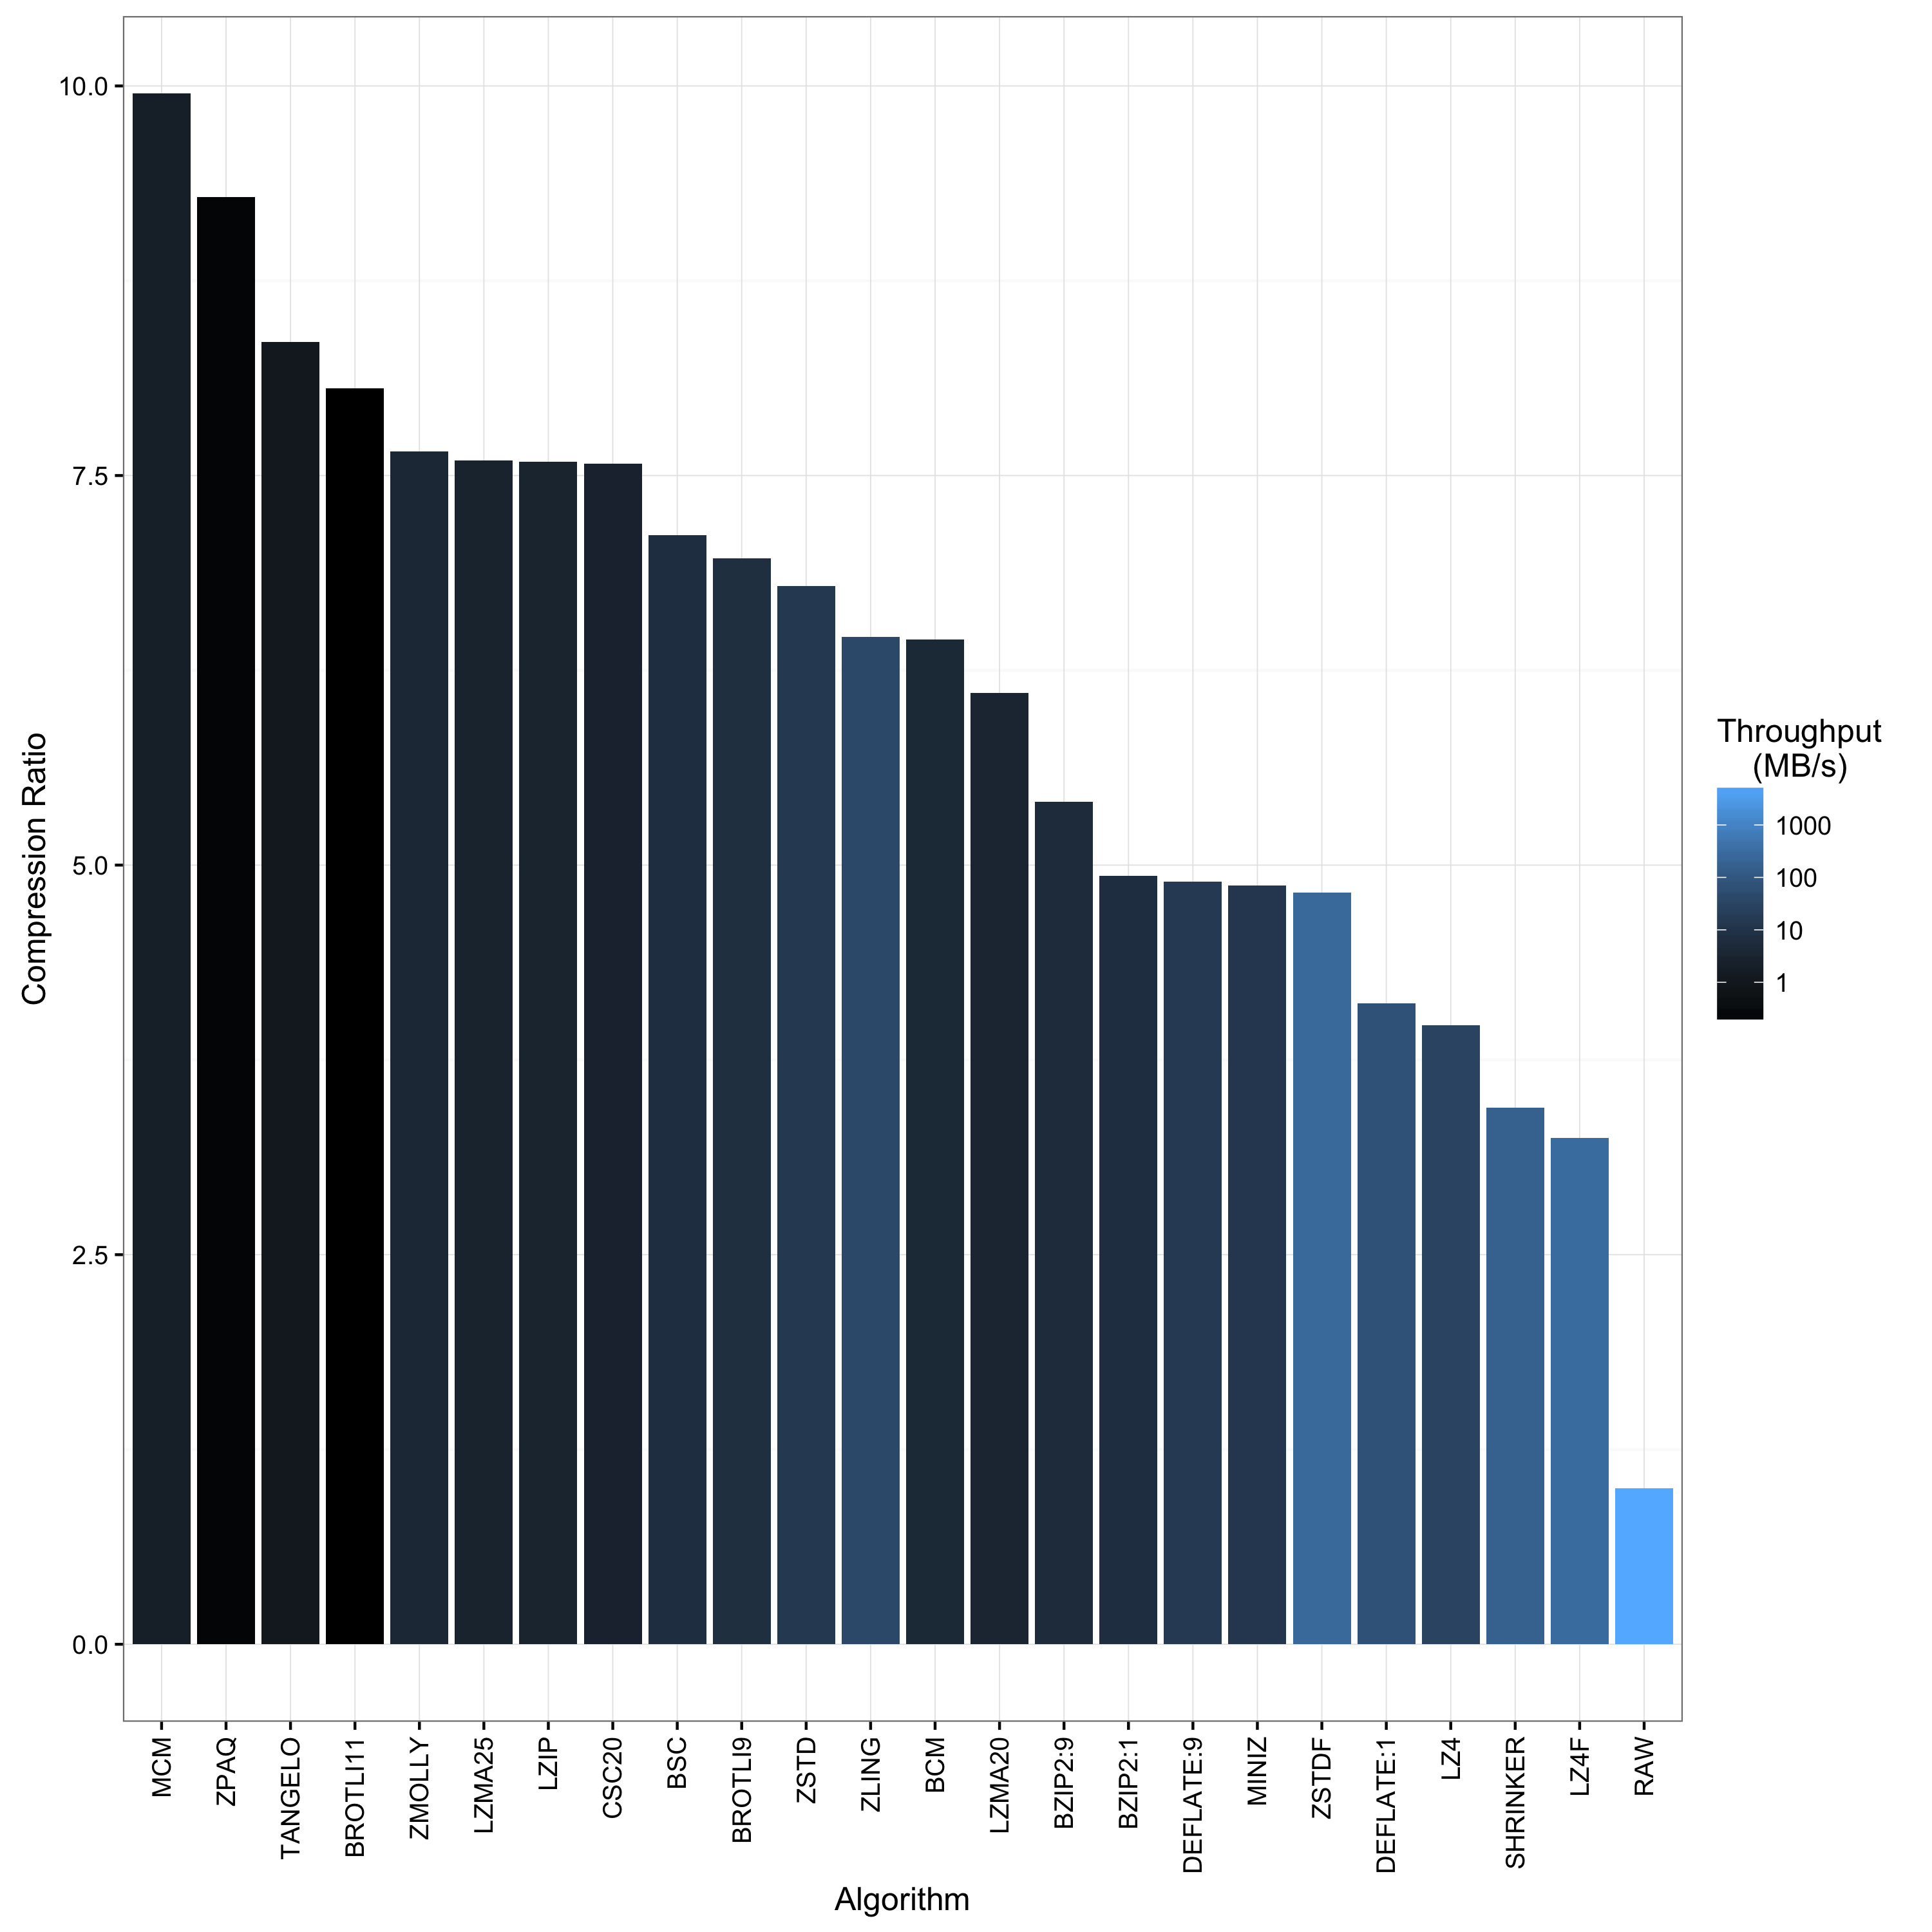 Compression Ratio
10.0
7.5
5.0
2.5
0.0
MCM
ZPAQ
TANGELO
BROTLI11
ZMOLLY
LZMA25
LZIP
CSC20
BSC
BROTLI9
ZSTD
ZLING
BCM
LZMA20
BZIP2:9
BZIP2:1
DEFLATE:9
MINIZ
ZSTDF
DEFLATE:1
LZ4
SHRINKER
LZ4F
RAW
Algorithm
Throughput
(MB/s)
1000
100
10
1